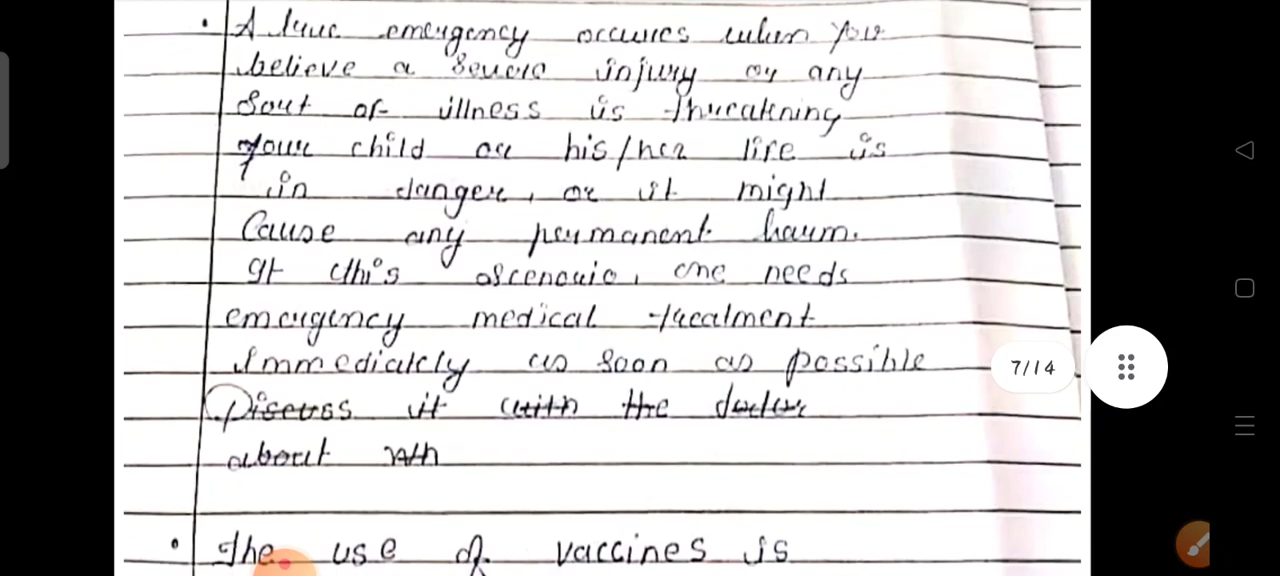 • A true emergency occures when you
believe a severe injury or any
Sort of illness is threatening
your child or his/her life is
in danger, or it might
Cause any permanent harm.
It this scenario, one needs
emergency medical treatment
Immediately as soon as possible
Discuss it with the doctor
about
7/14
• The use of vaccines is